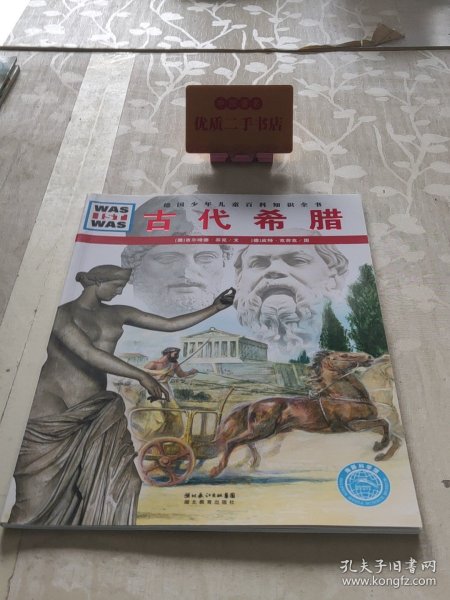 优质二手书店
德国少年儿童百科知识全书
WAS
IST
WAS
古代希腊
湖北长江出版集团
湖北教育出版社
孔夫子旧书网
www.kongfz.com